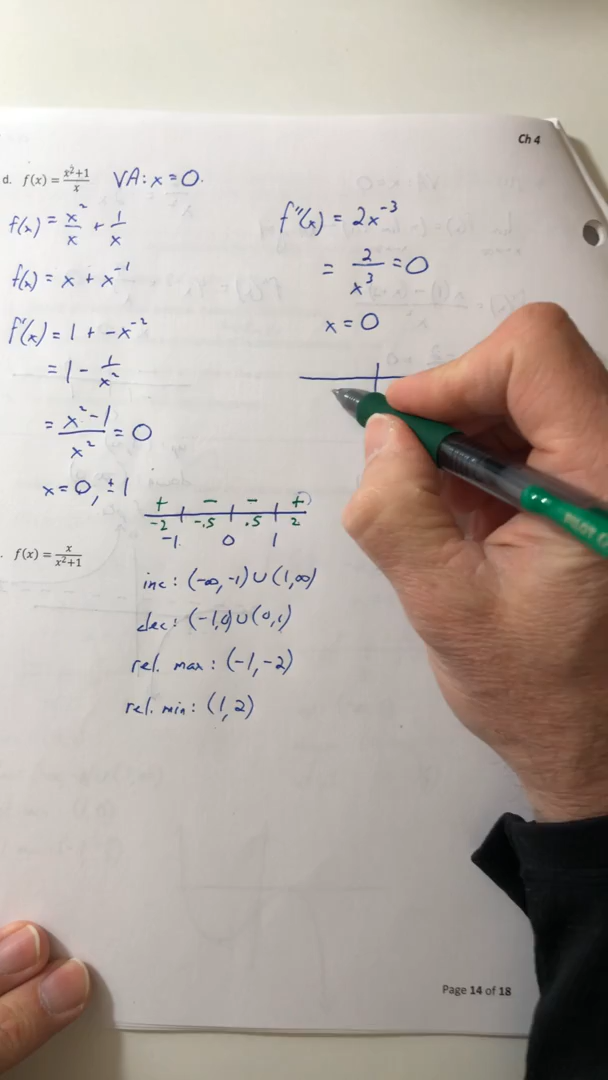 Ch 4
d. f(x) = x²+1/x VA: x = 0.
f(x) = x²/x + 1/x
f(x) = x + x⁻¹
f'(x) = 1 + -x⁻²
= 1 - 1/x²
= x²-1/x² = 0
x = 0, ±1
+ - - +
-2 -.5 .5 2
-1 0 1
inc: (-∞, -1) ∪ (1, ∞)
dec: (-1, 0) ∪ (0, 1)
rel. max: (-1, -2)
rel. min: (1, 2)
f"(x) = 2x⁻³
= 2/x³ = 0
x = 0
. f(x) = x/x²+1
PILOT
Page 14 of 18